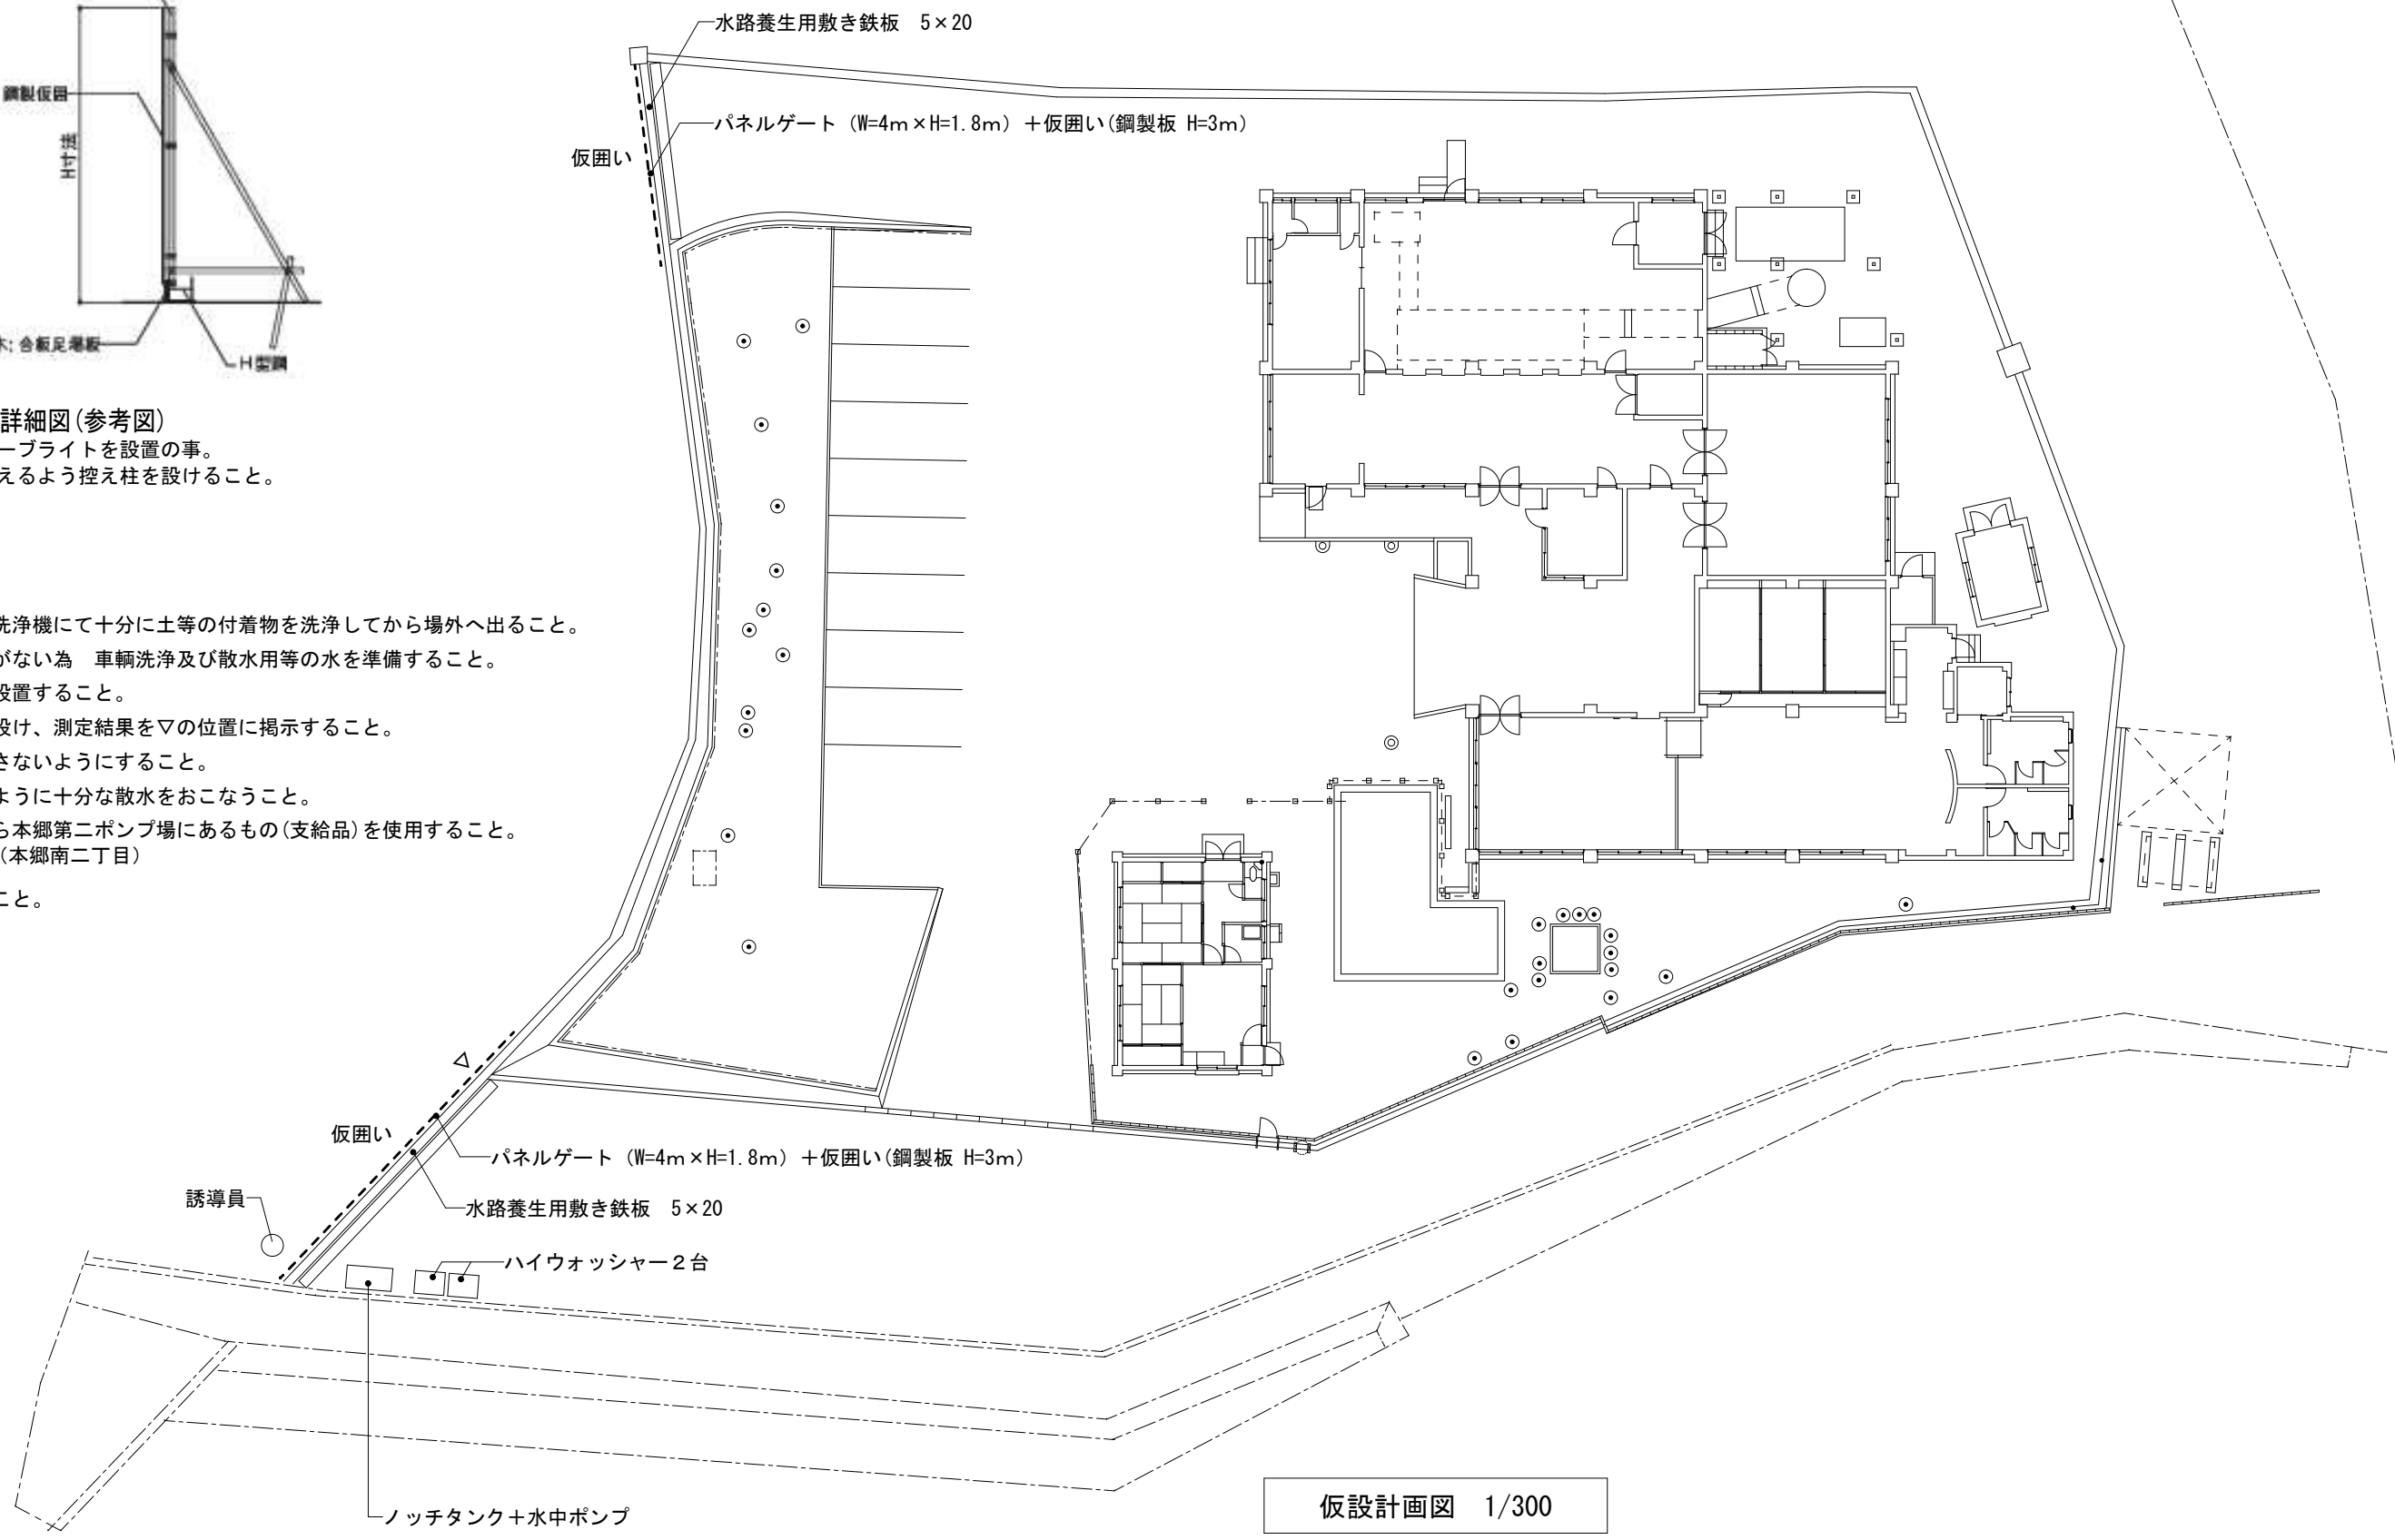 鋼製仮囲
H寸法
木:合板足場板
H型鋼
詳細図(参考図)
ーブライトを設置の事。
えるよう控え柱を設けること。
洗浄機にて十分に土等の付着物を洗浄してから場外へ出ること。
がない為　車輌洗浄及び散水用等の水を準備すること。
設置すること。
設け、測定結果を▽の位置に掲示すること。
さないようにすること。
ように十分な散水をおこなうこと。
ら本郷第二ポンプ場にあるもの(支給品)を使用すること。
(本郷南二丁目)
こと。
水路養生用敷き鉄板　5×20
パネルゲート（W=4m×H=1.8m）＋仮囲い(鋼製板 H=3m)
仮囲い
仮囲い
パネルゲート（W=4m×H=1.8m）＋仮囲い(鋼製板 H=3m)
水路養生用敷き鉄板　5×20
誘導員
ハイウォッシャー２台
ノッチタンク＋水中ポンプ
仮設計画図　1/300